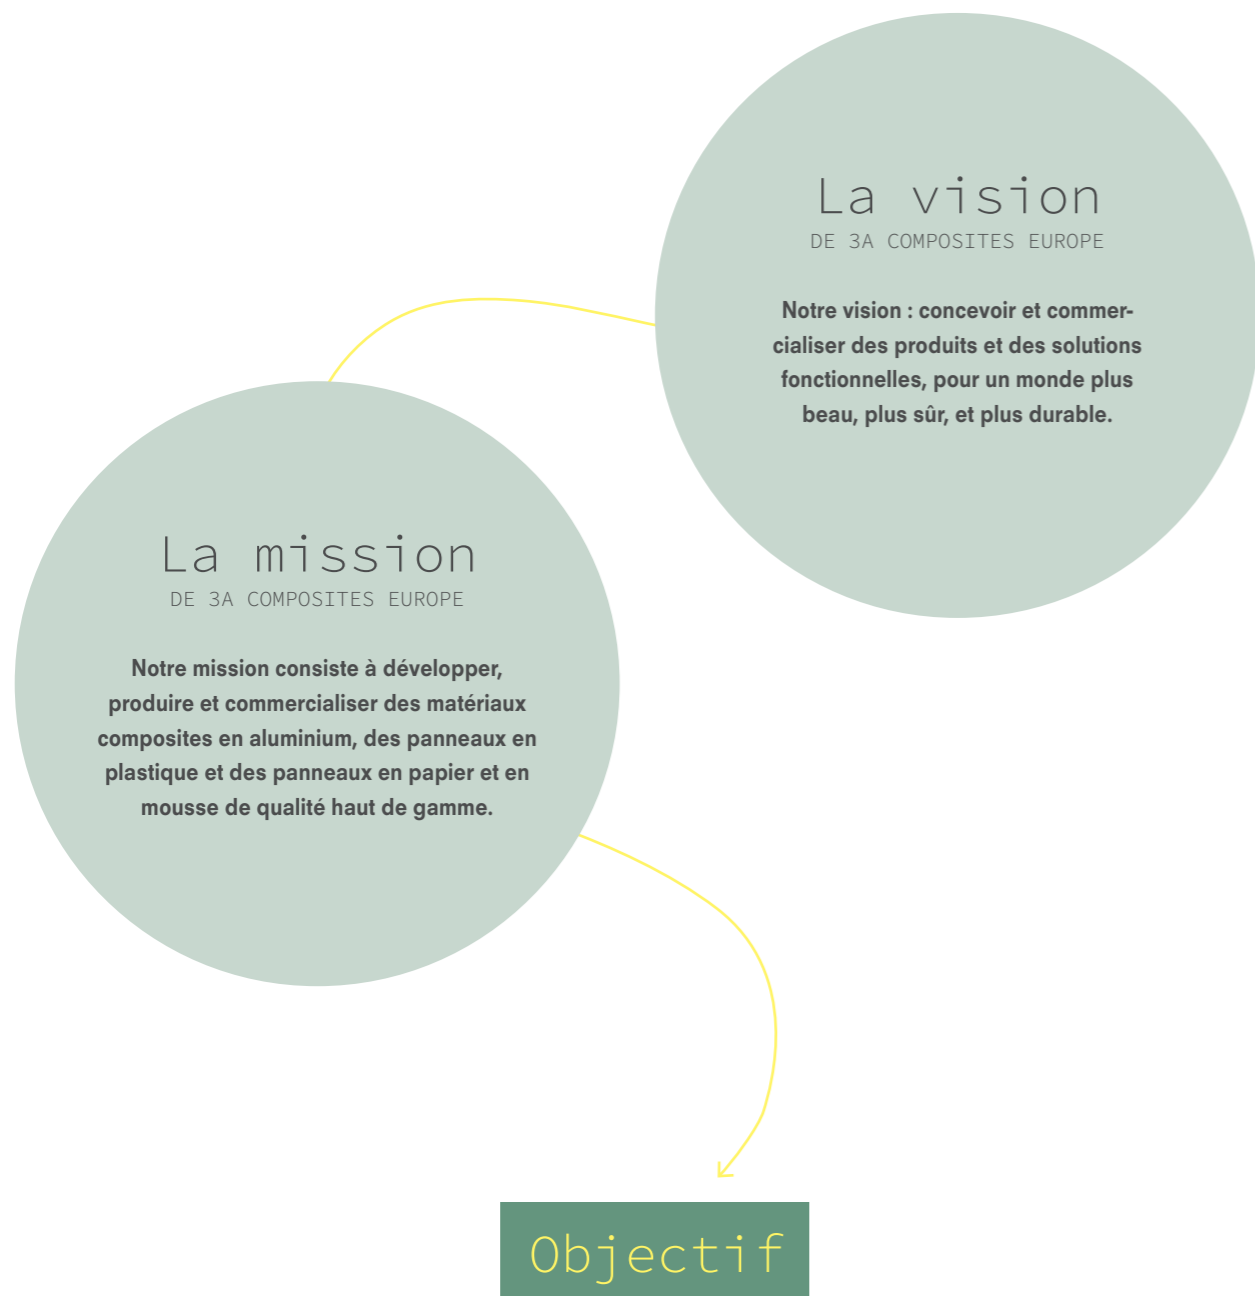 La vision
DE 3A COMPOSITES EUROPE
Notre vision : concevoir et commer-
cialiser des produits et des solutions
fonctionnelles, pour un monde plus
beau, plus sûr, et plus durable.
La mission
DE 3A COMPOSITES EUROPE
Notre mission consiste à développer,
produire et commercialiser des matériaux
composites en aluminium, des panneaux en
plastique et des panneaux en papier et en
mousse de qualité haut de gamme.
Objectif